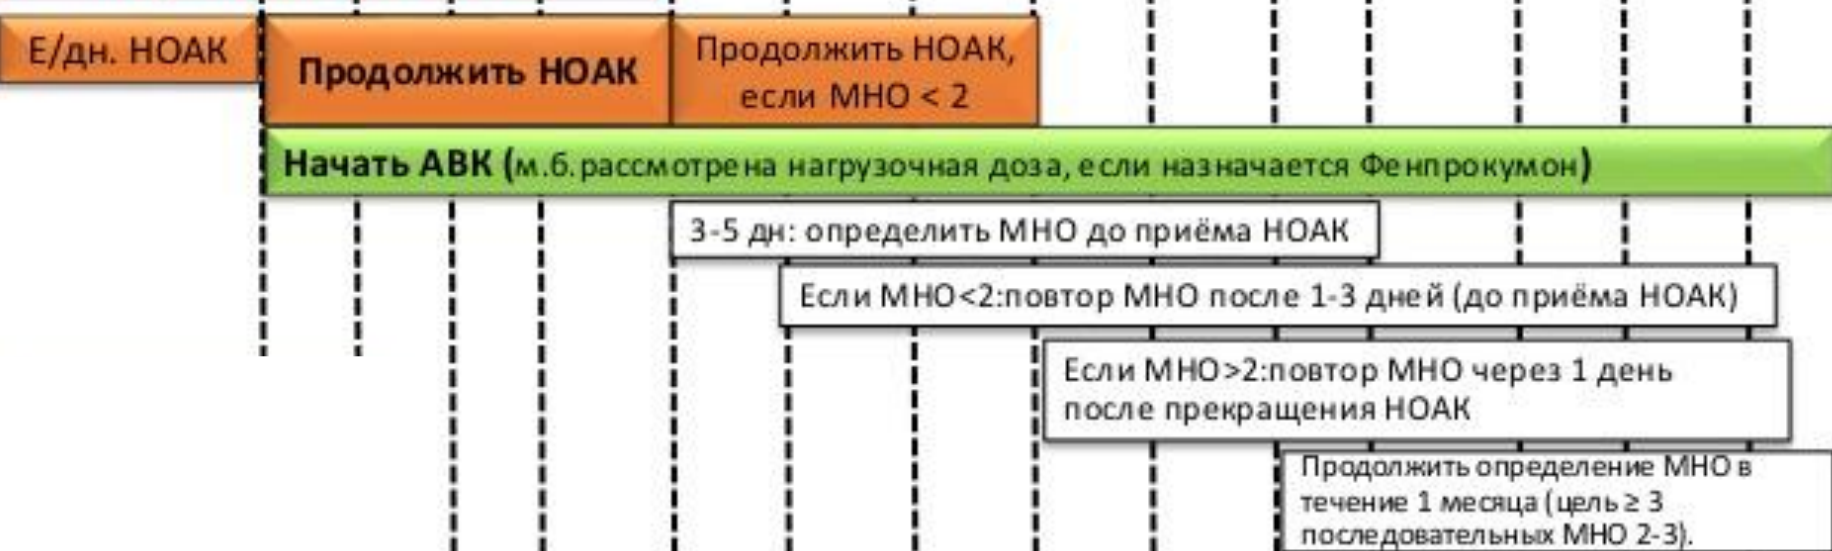 Е/дн. НОАК
Продолжить НОАК
Продолжить НОАК,
если МНО < 2
Начать АВК (м.б.рассмотрена нагрузочная доза, если назначается Фенпрокумон)
3-5 дн: определить МНО до приёма НОАК
Если МНО<2:повтор МНО после 1-3 дней (до приёма НОАК)
Если МНО>2:повтор МНО через 1 день
после прекращения НОАК
Продолжить определение МНО в
течение 1 месяца (цель ≥ 3
последовательных МНО 2-3).